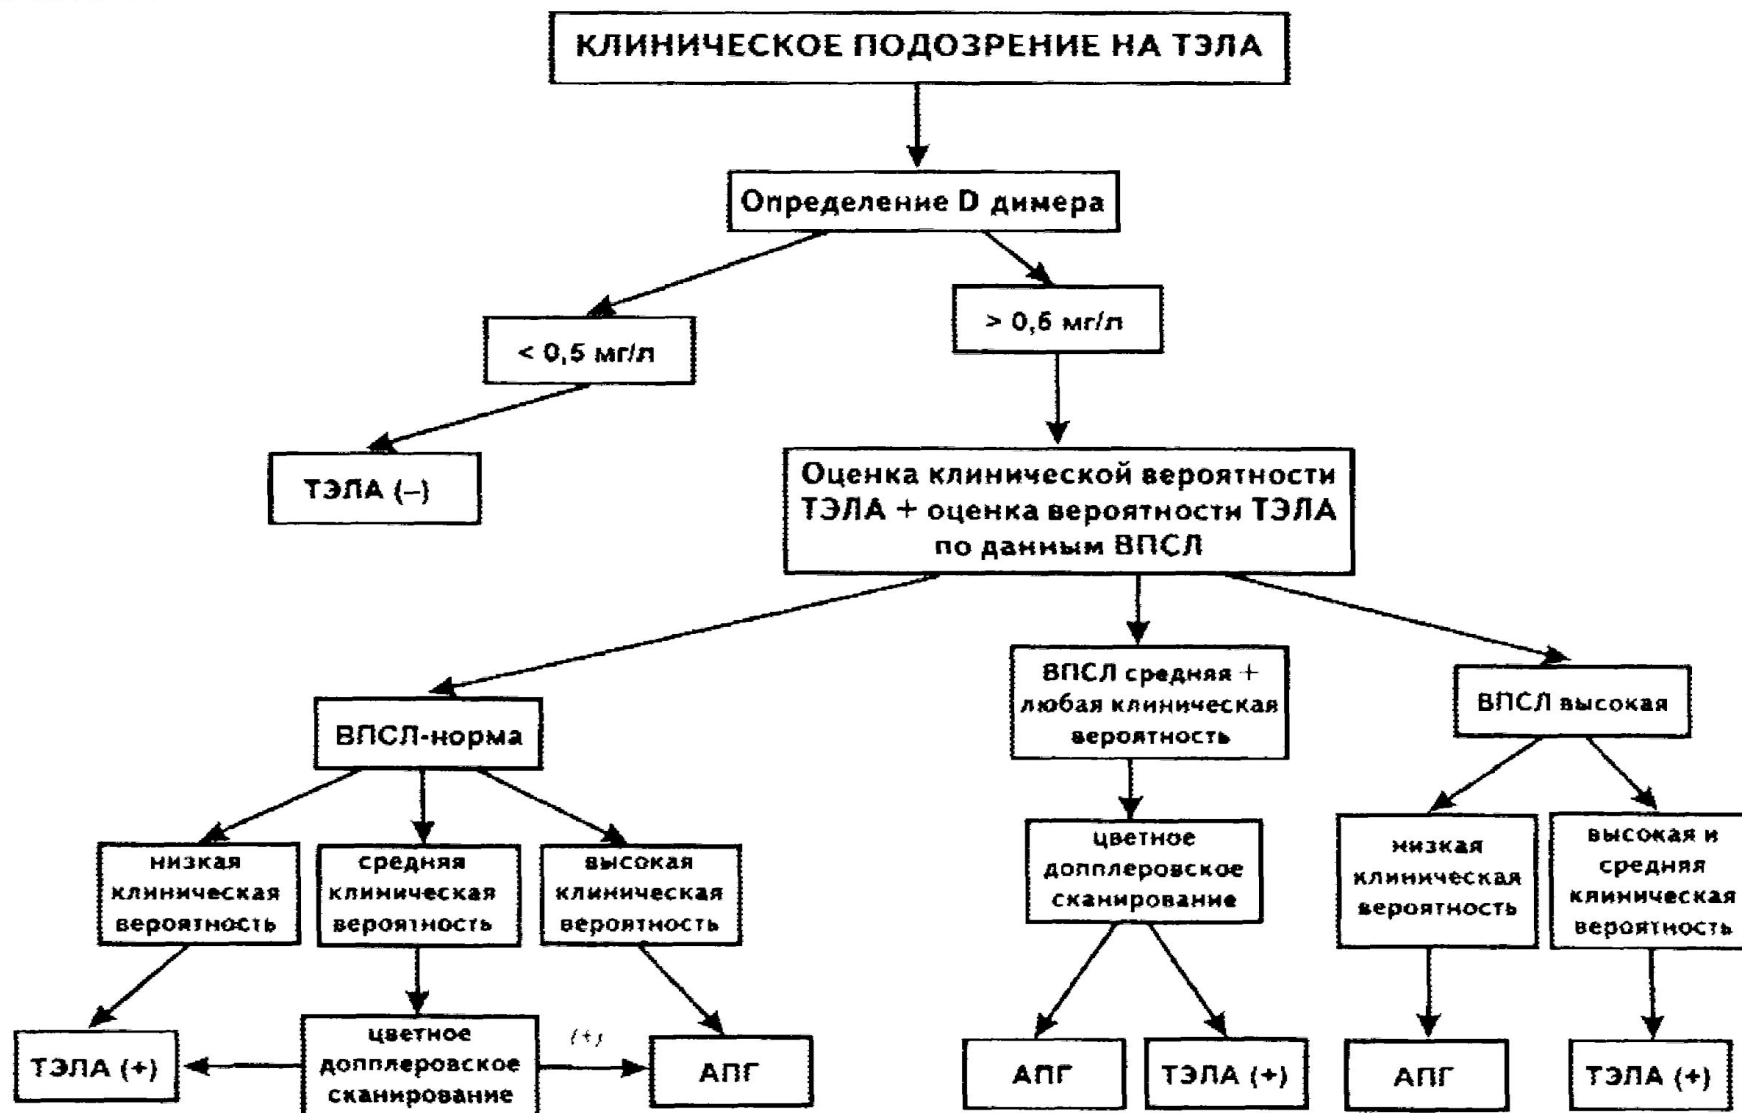 КЛИНИЧЕСКОЕ ПОДОЗРЕНИЕ НА ТЭЛА
Определение D димера
< 0,5 мг/л
> 0,5 мг/л
ТЭЛА (–)
Оценка клинической вероятности
ТЭЛА + оценка вероятности ТЭЛА
по данным ВПСЛ
ВПСЛ-норма
ВПСЛ средняя +
любая клиническая
вероятность
ВПСЛ высокая
низкая
клиническая
вероятность
средняя
клиническая
вероятность
высокая
клиническая
вероятность
цветное
допплеровское
сканирование
низкая
клиническая
вероятность
высокая и
средняя
клиническая
вероятность
ТЭЛА (+)
цветное
допплеровское
сканирование
(+)
АПГ
АПГ
ТЭЛА (+)
АПГ
ТЭЛА (+)